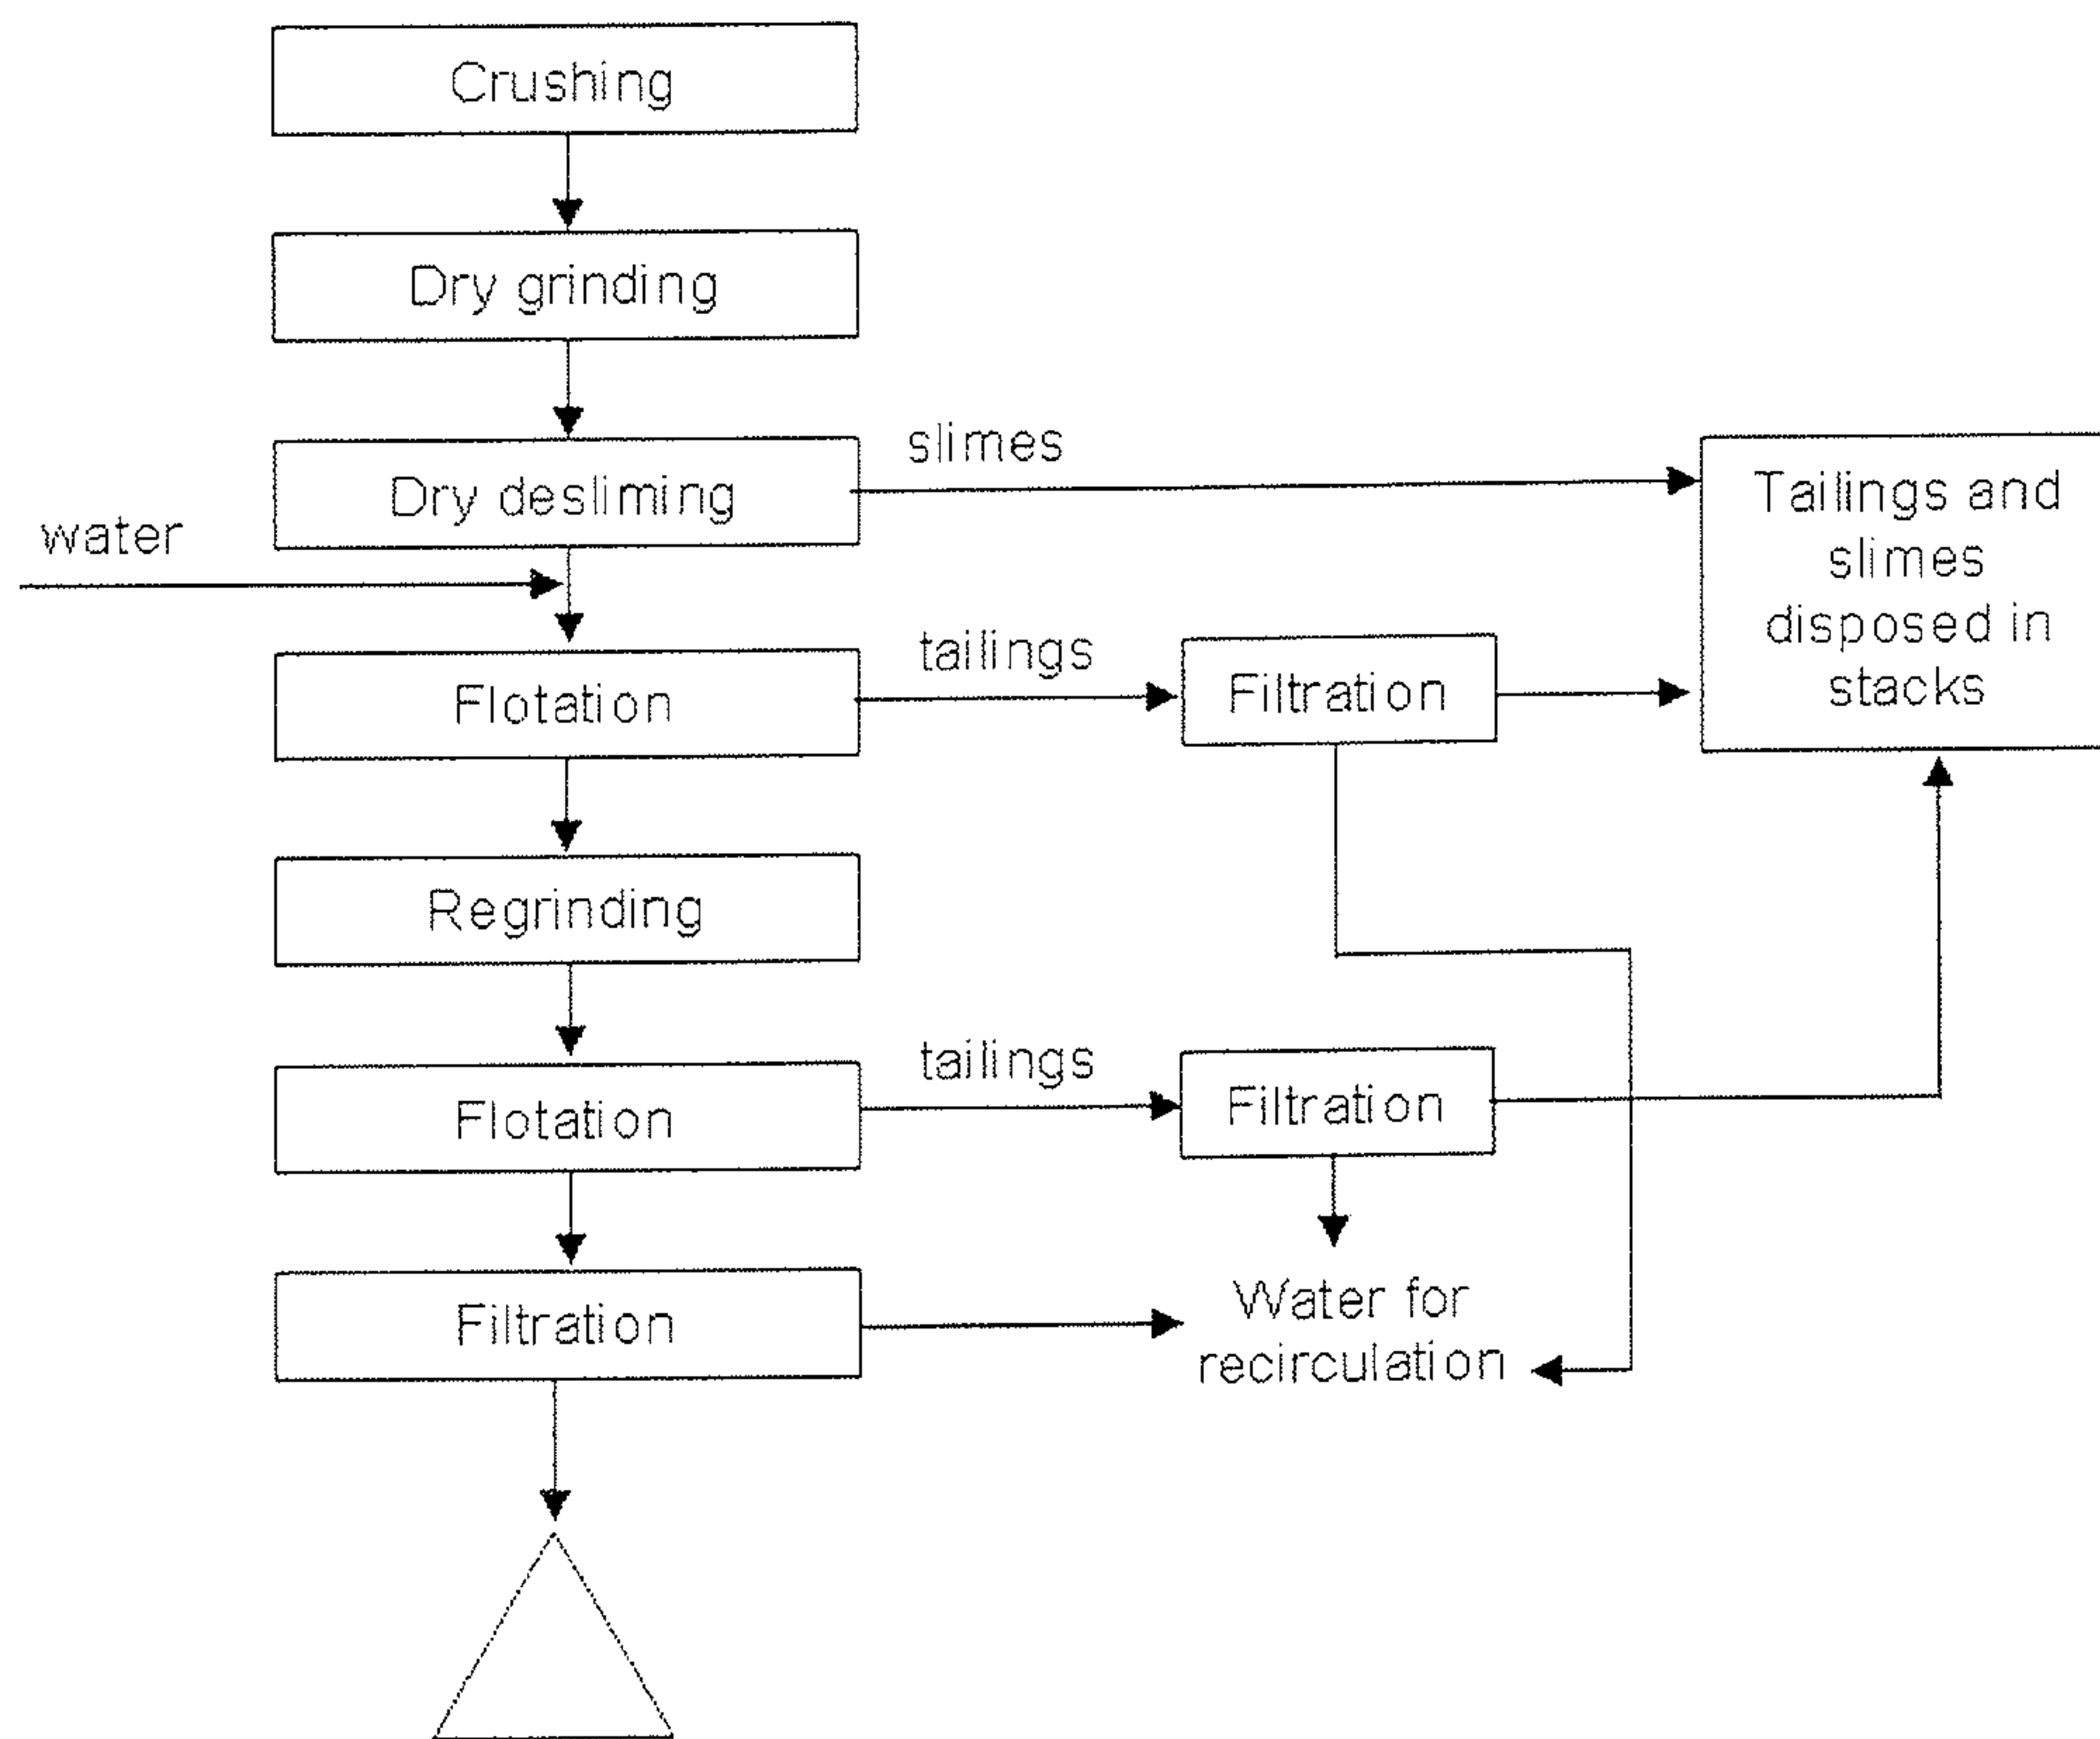 Crushing
Dry grinding
Dry desliming
slimes
Tailings and
slimes
disposed in
stacks
water
Flotation
tailings
Filtration
Regrinding
Flotation
tailings
Filtration
Filtration
Water for
recirculation